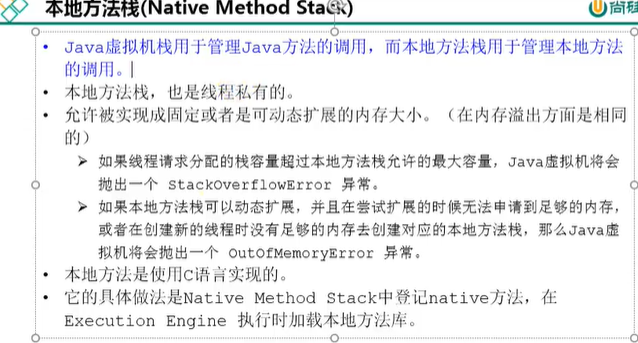 本地方法栈(Native Method Stack)
尚硅
• Java虚拟机栈用于管理Java方法的调用，而本地方法栈用于管理本地方法
的调用。
• 本地方法栈，也是线程私有的。
• 允许被实现成固定或者是可动态扩展的内存大小。（在内存溢出方面是相同
的）
➢ 如果线程请求分配的栈容量超过本地方法栈允许的最大容量，Java虚拟机将会
抛出一个 StackOverflowError 异常。
➢ 如果本地方法栈可以动态扩展，并且在尝试扩展的时候无法申请到足够的内存，
或者在创建新的线程时没有足够的内存去创建对应的本地方法栈，那么Java虚
拟机将会抛出一个 OutOfMemoryError 异常。
• 本地方法是使用C语言实现的。
• 它的具体做法是Native Method Stack中登记native方法，在
Execution Engine 执行时加载本地方法库。